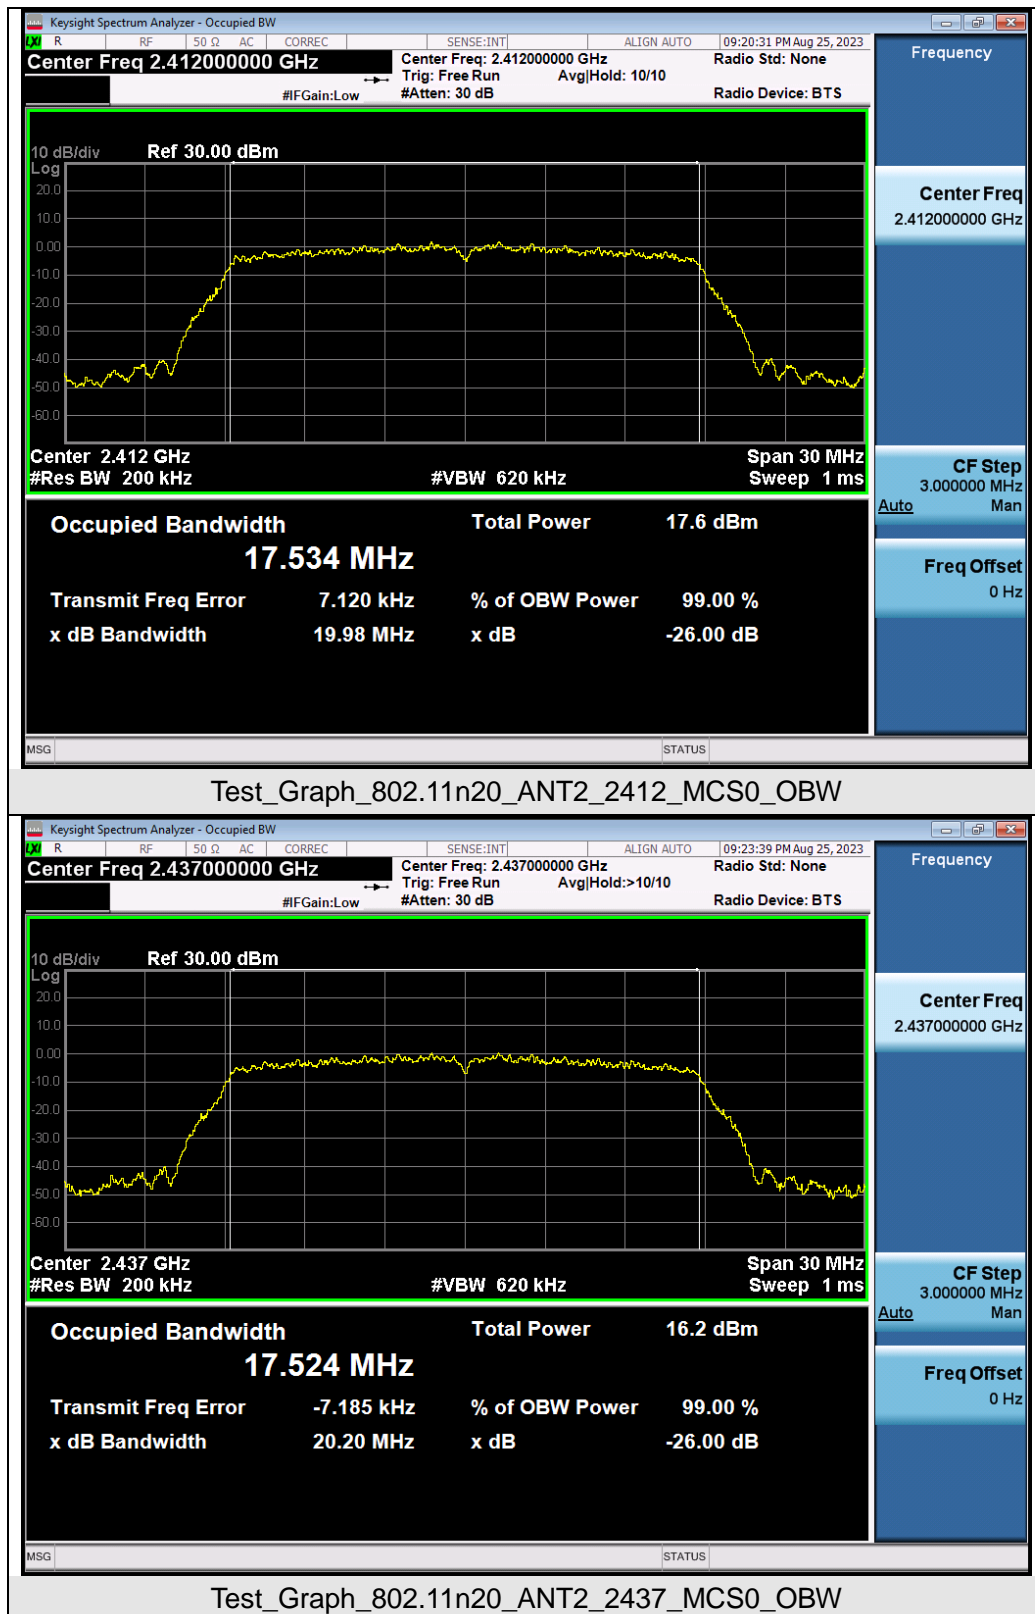 Keysight Spectrum Analyzer - Occupied BW
LXI R RF 50 Ω AC CORREC SENSE:INT ALIGN AUTO 09:20:31 PM Aug 25, 2023
Center Freq 2.412000000 GHz
Center Freq: 2.412000000 GHz
Radio Std: None
Trig: Free Run Avg|Hold: 10/10
#IFGain:Low
#Atten: 30 dB
Radio Device: BTS
10 dB/div Ref 30.00 dBm
Log
20.0
10.0
0.00
-10.0
-20.0
-30.0
-40.0
-50.0
-60.0
Center 2.412 GHz Span 30 MHz
#Res BW 200 kHz #VBW 620 kHz Sweep 1 ms
Occupied Bandwidth Total Power 17.6 dBm
17.534 MHz
Transmit Freq Error 7.120 kHz % of OBW Power 99.00 %
x dB Bandwidth 19.98 MHz x dB -26.00 dB
MSG STATUS
Frequency
Center Freq
2.412000000 GHz
CF Step
3.000000 MHz
Auto Man
Freq Offset
0 Hz
Test_Graph_802.11n20_ANT2_2412_MCS0_OBW
Keysight Spectrum Analyzer - Occupied BW
LXI R RF 50 Ω AC CORREC SENSE:INT ALIGN AUTO 09:23:39 PM Aug 25, 2023
Center Freq 2.437000000 GHz
Center Freq: 2.437000000 GHz
Radio Std: None
Trig: Free Run Avg|Hold:>10/10
#IFGain:Low
#Atten: 30 dB
Radio Device: BTS
10 dB/div Ref 30.00 dBm
Log
20.0
10.0
0.00
-10.0
-20.0
-30.0
-40.0
-50.0
-60.0
Center 2.437 GHz Span 30 MHz
#Res BW 200 kHz #VBW 620 kHz Sweep 1 ms
Occupied Bandwidth Total Power 16.2 dBm
17.524 MHz
Transmit Freq Error -7.185 kHz % of OBW Power 99.00 %
x dB Bandwidth 20.20 MHz x dB -26.00 dB
MSG STATUS
Frequency
Center Freq
2.437000000 GHz
CF Step
3.000000 MHz
Auto Man
Freq Offset
0 Hz
Test_Graph_802.11n20_ANT2_2437_MCS0_OBW